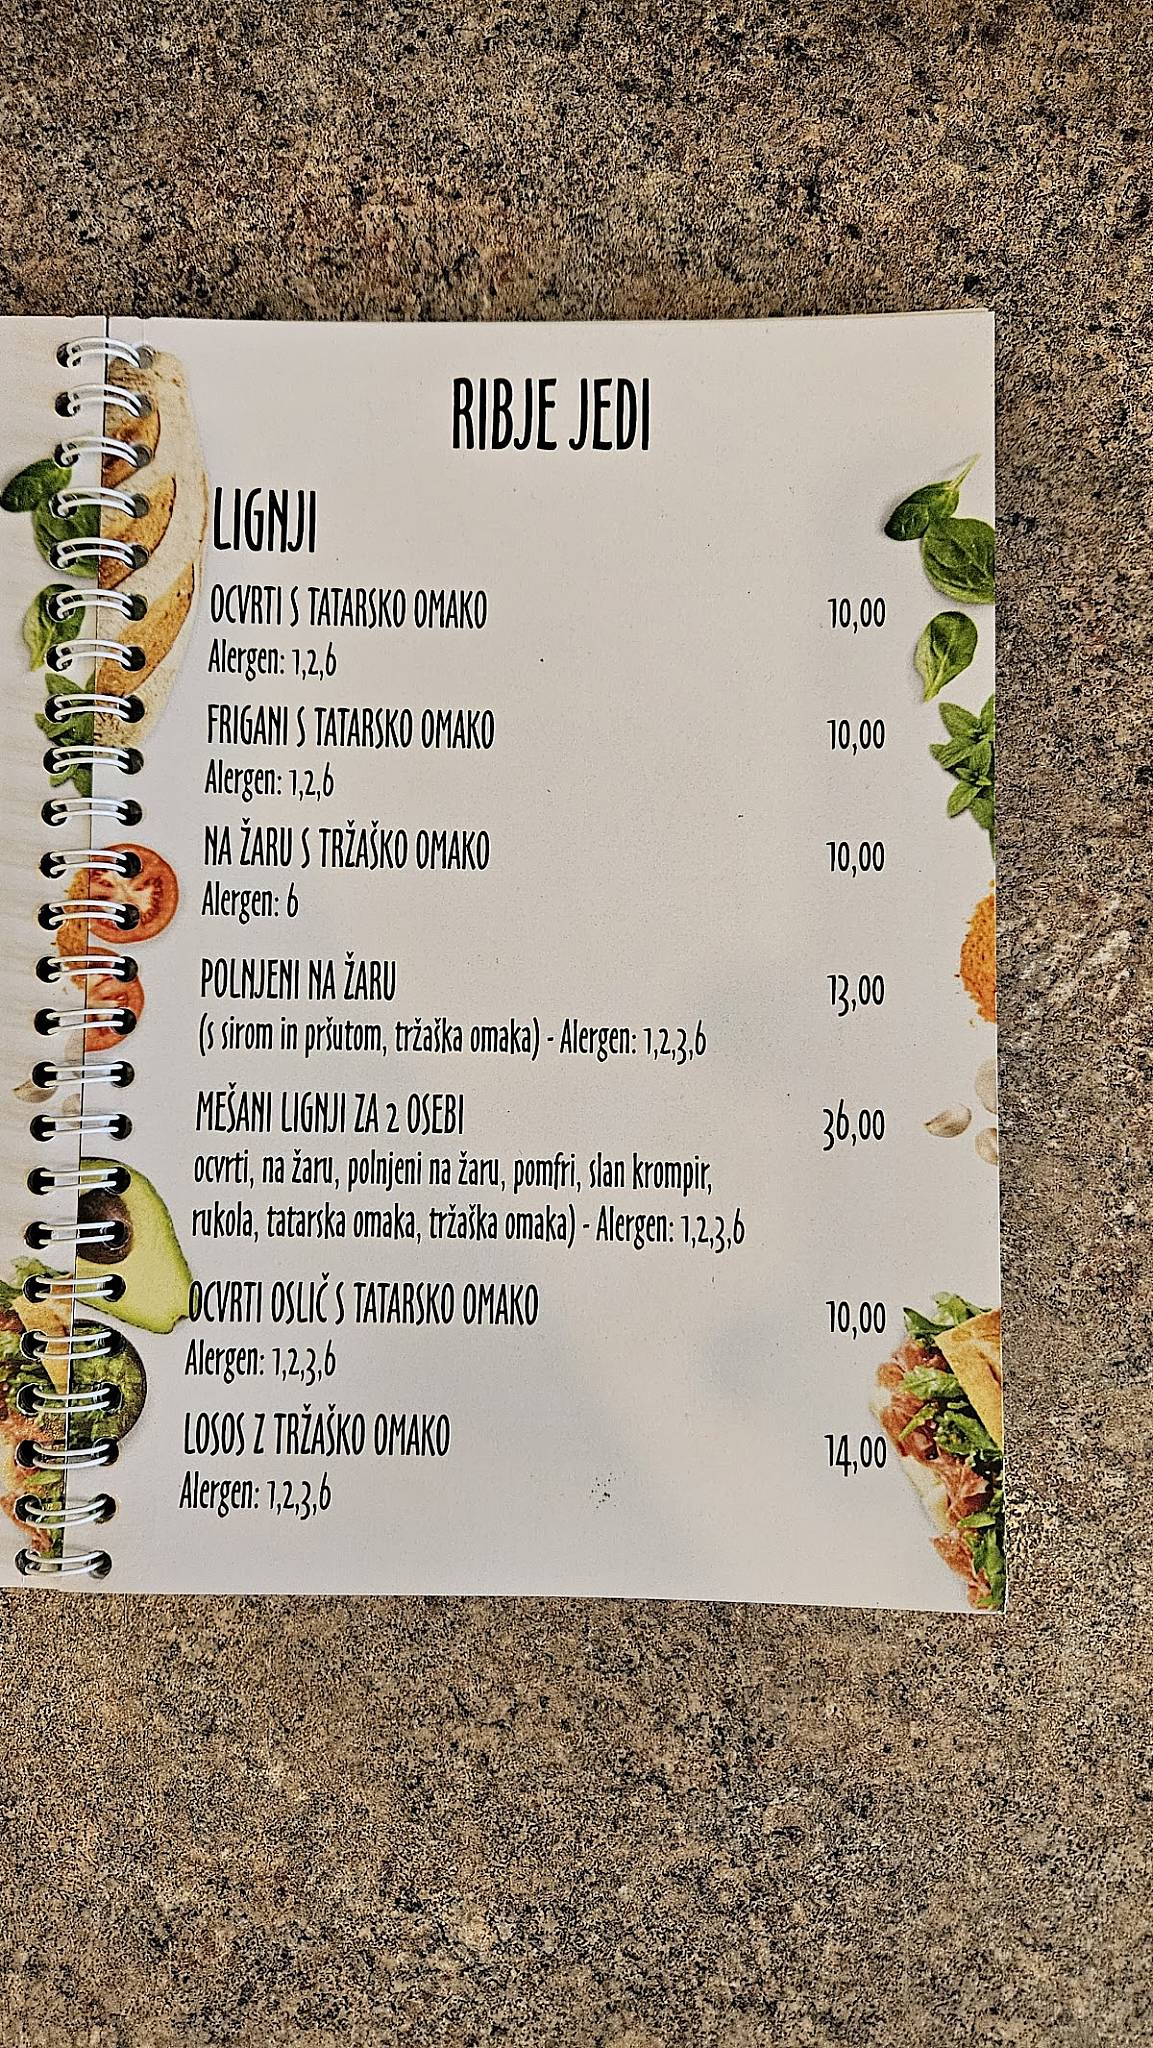 RIBJE JEDI
LIGNJI
OCVRTI S TATARSKO OMAKO 10,00
Alergen: 1,2,6
FRIGANI S TATARSKO OMAKO 10,00
Alergen: 1,2,6
NA ŽARU S TRŽAŠKO OMAKO 10,00
Alergen: 6
POLNJENI NA ŽARU 13,00
(s sirom in pršutom, tržaška omaka) - Alergen: 1,2,3,6
MEŠANI LIGNJI ZA 2 OSEBI 36,00
ocvrti, na žaru, polnjeni na žaru, pomfri, slan krompir,
rukola, tatarska omaka, tržaška omaka) - Alergen: 1,2,3,6
OCVRTI OSLIČ S TATARSKO OMAKO 10,00
Alergen: 1,2,3,6
LOSOS Z TRŽAŠKO OMAKO 14,00
Alergen: 1,2,3,6